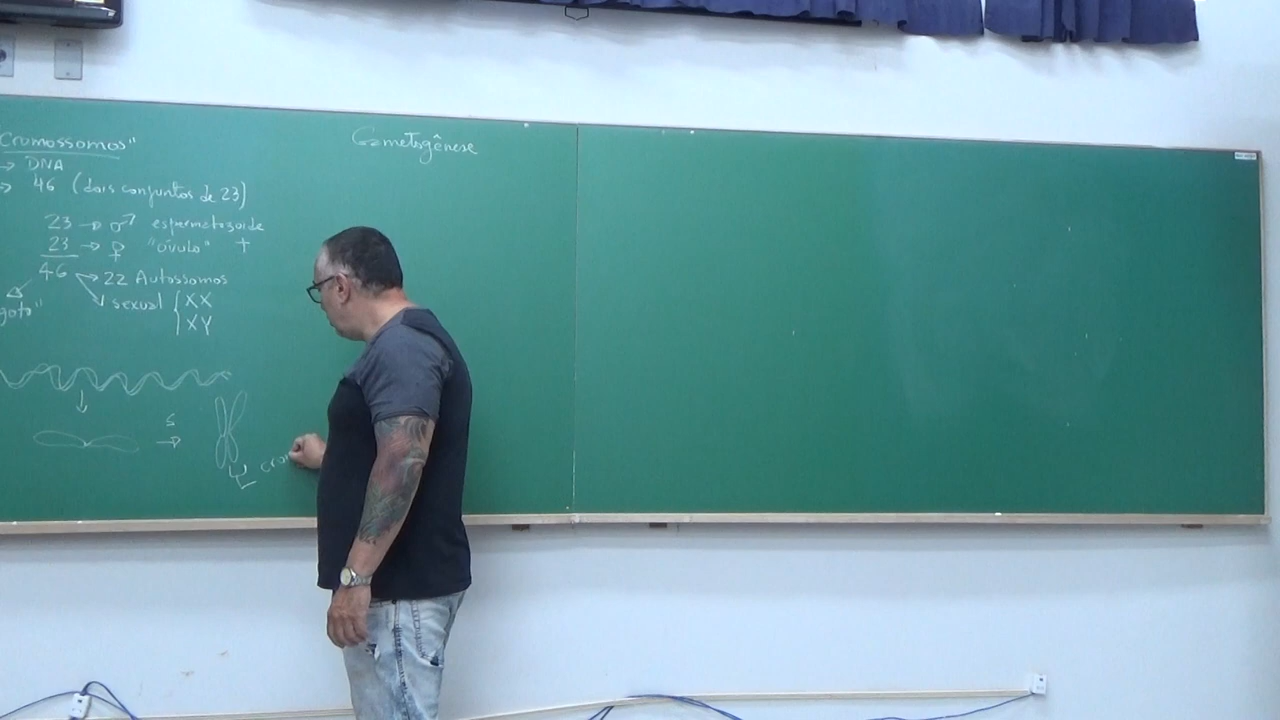 Cromossomos"
→ DNA
→ 46 (dois conjuntos de 23)
23 → ♂ espermatozoide
23 → ♀ "óvulo" +
46 → 22 Autossomos
sexual { XX
XY
S
→
Gametogênese